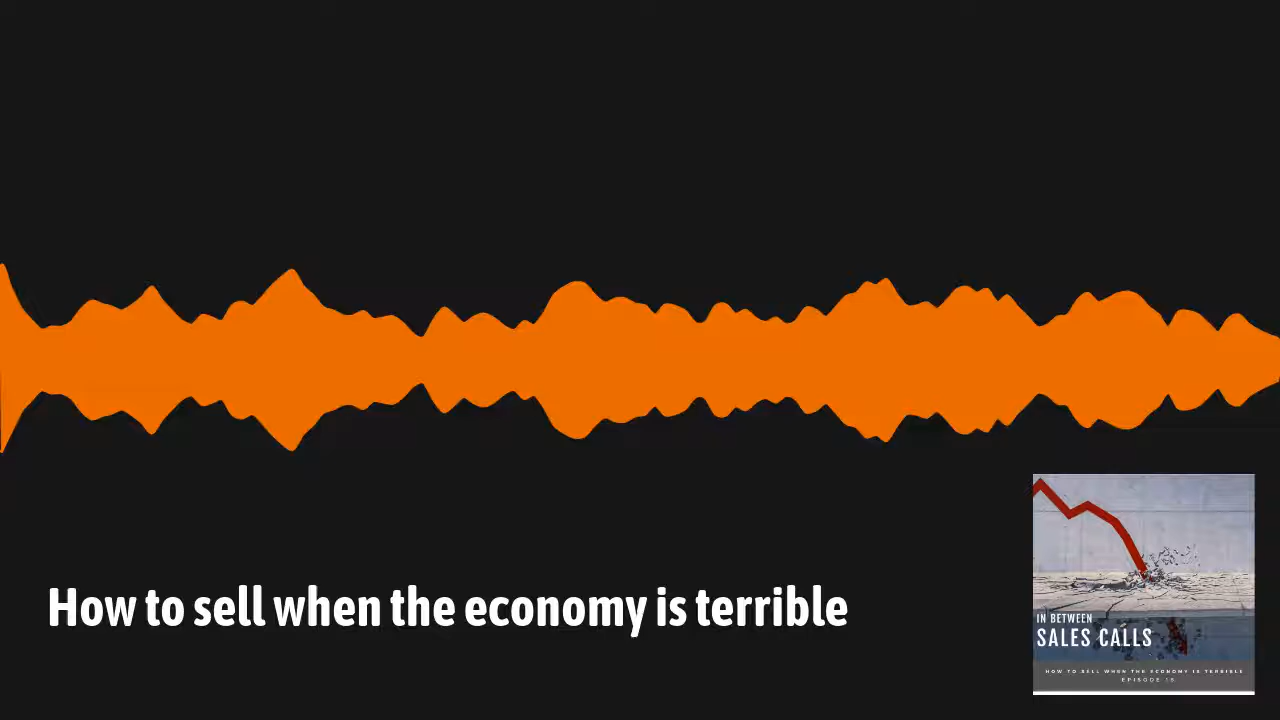 How to sell when the economy is terrible
IN BETWEEN
SALES CALLS
HOW TO SELL WHEN THE ECONOMY IS TERRIBLE
EPISODE